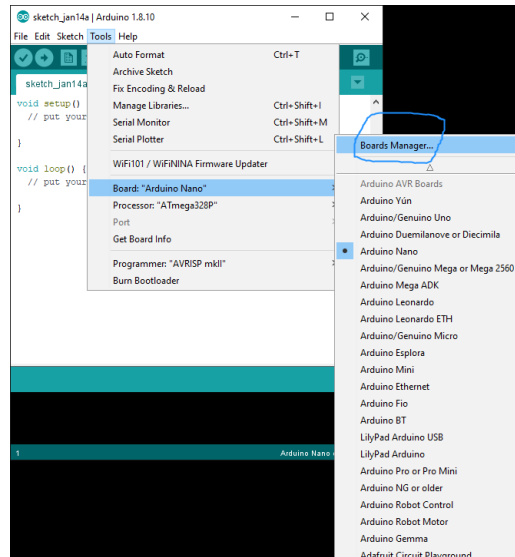 sketch_jan14a | Arduino 1.8.10
File Edit Sketch Tools Help
sketch_jan14a
void setup()
// put your
}
void loop() {
// put your
}
Auto Format Ctrl+T
Archive Sketch
Fix Encoding & Reload
Manage Libraries... Ctrl+Shift+I
Serial Monitor Ctrl+Shift+M
Serial Plotter Ctrl+Shift+L
WiFi101 / WiFiNINA Firmware Updater
Board: "Arduino Nano"
Processor: "ATmega328P"
Port
Get Board Info
Programmer: "AVRISP mkII"
Burn Bootloader
Boards Manager...
Arduino AVR Boards
Arduino Yún
Arduino/Genuino Uno
Arduino Duemilanove or Diecimila
Arduino Nano
Arduino/Genuino Mega or Mega 2560
Arduino Mega ADK
Arduino Leonardo
Arduino Leonardo ETH
Arduino/Genuino Micro
Arduino Esplora
Arduino Mini
Arduino Ethernet
Arduino Fio
Arduino BT
LilyPad Arduino USB
LilyPad Arduino
Arduino Pro or Pro Mini
Arduino NG or older
Arduino Robot Control
Arduino Robot Motor
Arduino Gemma
Adafruit Circuit Playground
1 Arduino Nano